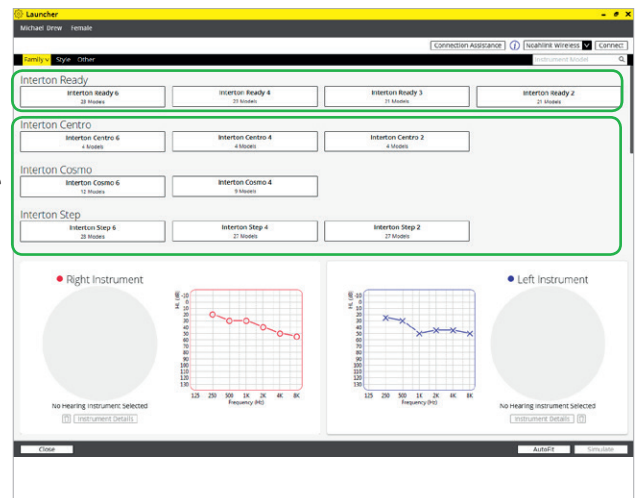 Launcher
Michael Drew Female
Connection Assistance Noahlink Wireless Connect
Family Style Other Instrument Model
Interton Ready
Interton Ready 6 Interton Ready 4 Interton Ready 3 Interton Ready 2
21 Models 21 Models
Interton Centro
Interton Centro 6 Interton Centro 4 Interton Centro 2
4 Models 4 Models 4 Models
Interton Cosmo
Interton Cosmo 6 Interton Cosmo 4
12 Models 9 Models
Interton Step
Interton Step 6 Interton Step 4 Interton Step 2
28 Models 27 Models 27 Models
Right Instrument Left Instrument
HL (dB) -10 0 10 20 30 40 50 60 70 80 90 100 110 120 130
HL (dB) -10 0 10 20 30 40 50 60 70 80 90 100 110 120 130
125 250 500 1K 2K 4K 8K 125 250 500 1K 2K 4K 8K
Frequency (Hz) Frequency (Hz)
No Hearing Instrument Selected No Hearing Instrument Selected
Instrument Details Instrument Details
Close AutoFit Simulate